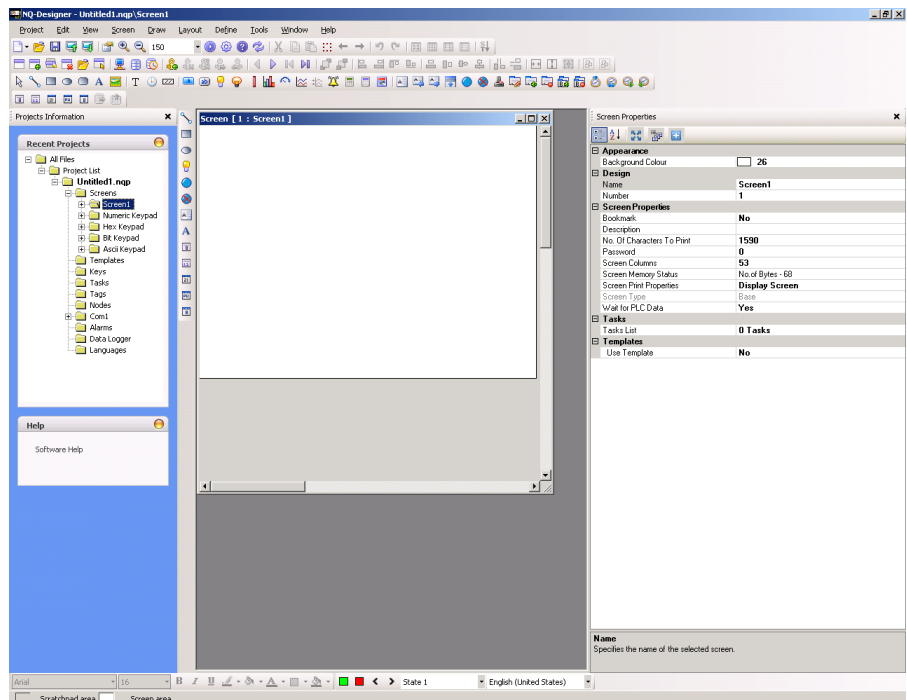 NQ-Designer - Untitled1.nqp\Screen1
Project Edit View Screen Draw Layout Define Tools Window Help
150
Projects Information
Recent Projects
All Files
Project List
Untitled1.nqp
Screens
Screen1
Numeric Keypad
Hex Keypad
Bit Keypad
Ascii Keypad
Templates
Keys
Tasks
Tags
Nodes
Com1
Alarms
Data Logger
Languages
Help
Software Help
Screen [ 1 : Screen1 ]
Screen Properties
Appearance
Background Colour 26
Design
Name Screen1
Number 1
Screen Properties
Bookmark No
Description
No. Of Characters To Print 1590
Password 0
Screen Columns 53
Screen Memory Status No.of Bytes - 68
Screen Print Properties Display Screen
Screen Type Base
Wait for PLC Data Yes
Tasks
Tasks List 0 Tasks
Templates
Use Template No
Name
Specifies the name of the selected screen.
Arial 16 B I U A State 1 English (United States)
Scratchpad area Screen area